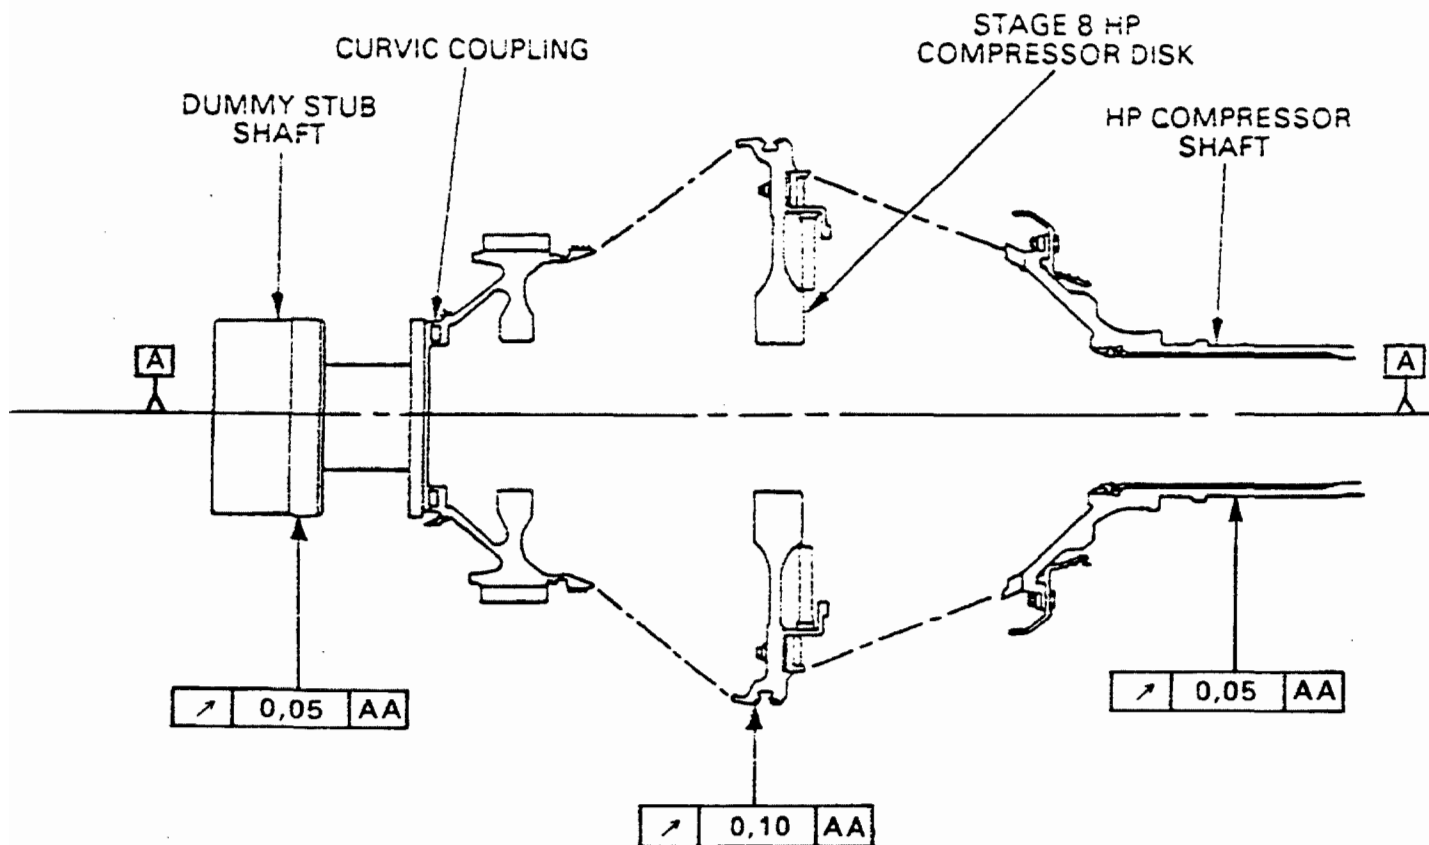 STAGE 8 HP
COMPRESSOR DISK
CURVIC COUPLING
DUMMY STUB
SHAFT
HP COMPRESSOR
SHAFT
A
A
↗ 0,05 AA
↗ 0,05 AA
↗ 0,10 AA